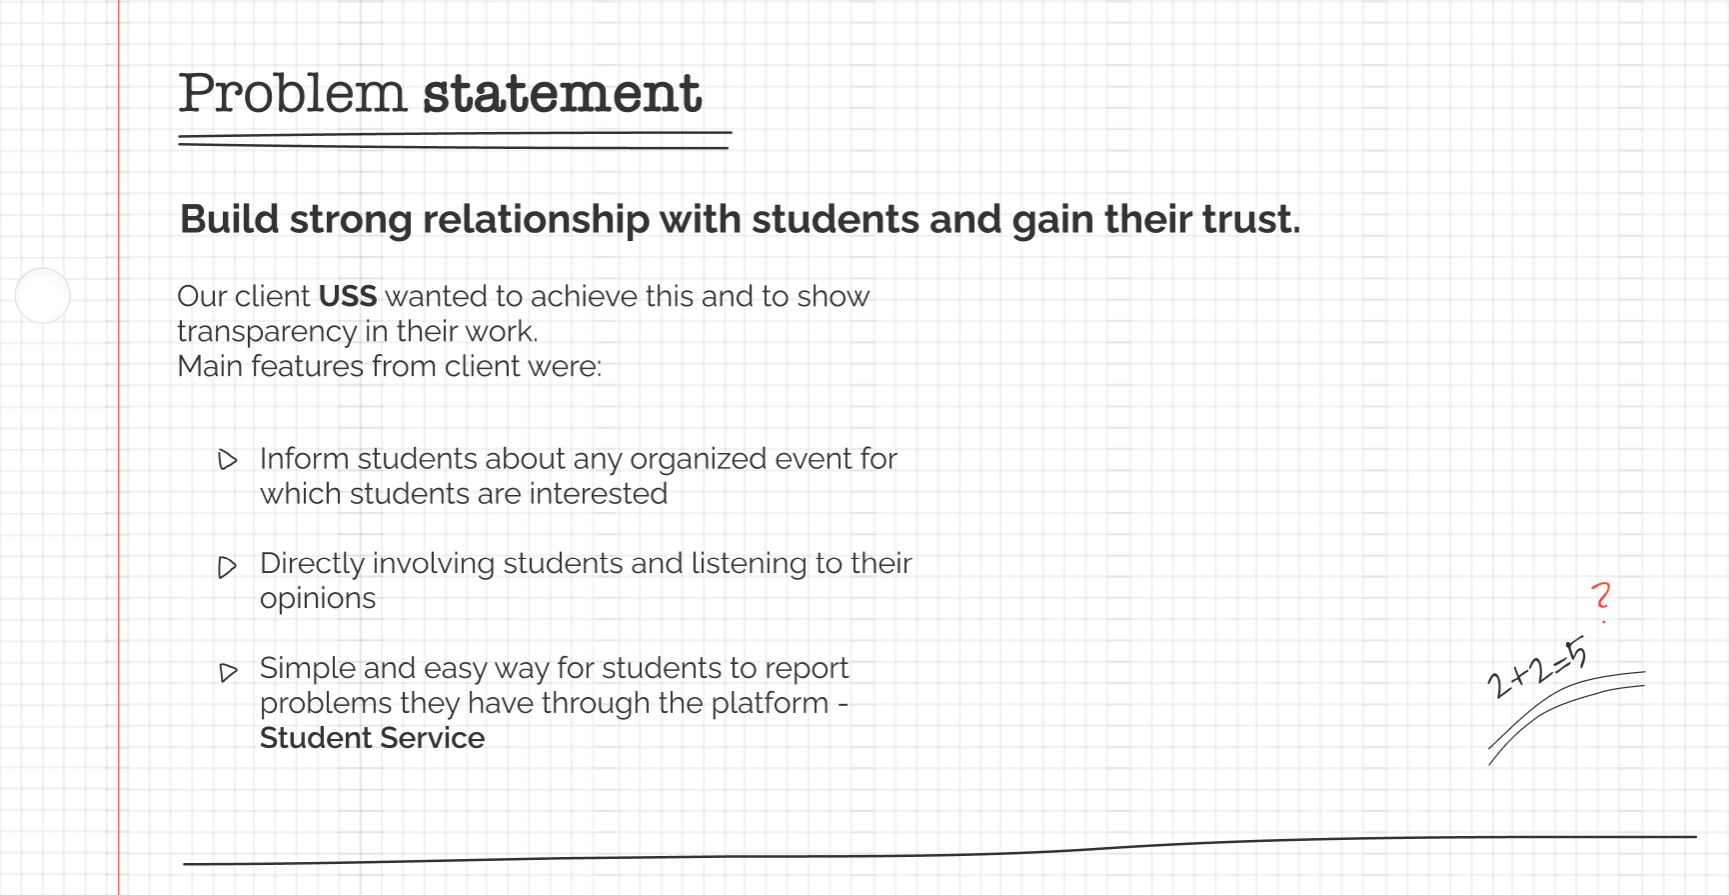 Problem statement
Build strong relationship with students and gain their trust.
Our client USS wanted to achieve this and to show
transparency in their work.
Main features from client were:
Inform students about any organized event for
which students are interested
Directly involving students and listening to their
opinions
Simple and easy way for students to report
problems they have through the platform -
Student Service
?
2+2=5